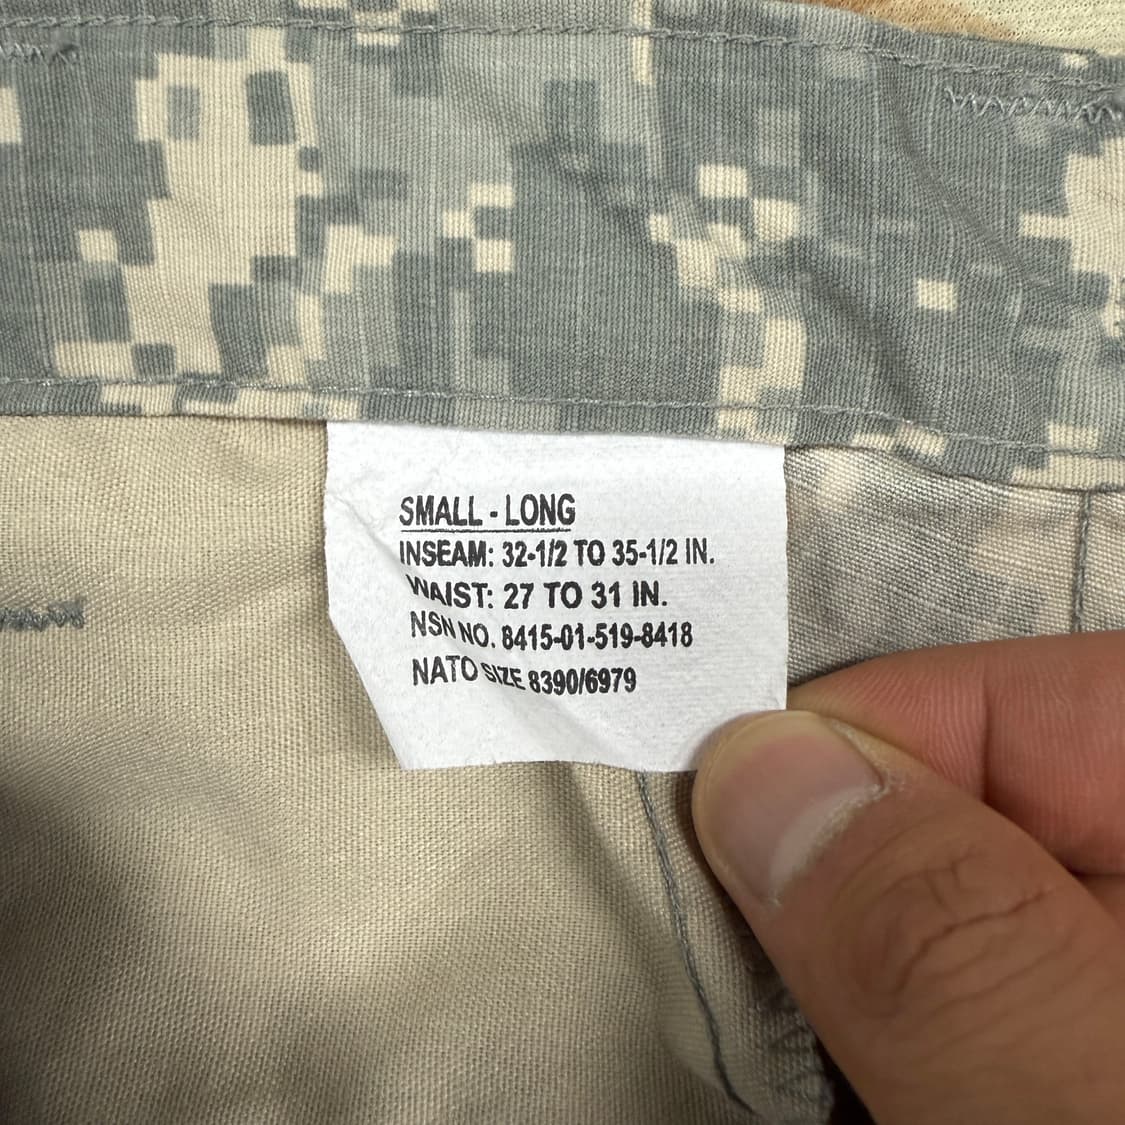 SMALL - LONG
INSEAM: 32-1/2 TO 35-1/2 IN.
WAIST: 27 TO 31 IN.
NSN NO. 8415-01-519-8418
NATO SIZE 8390/6979